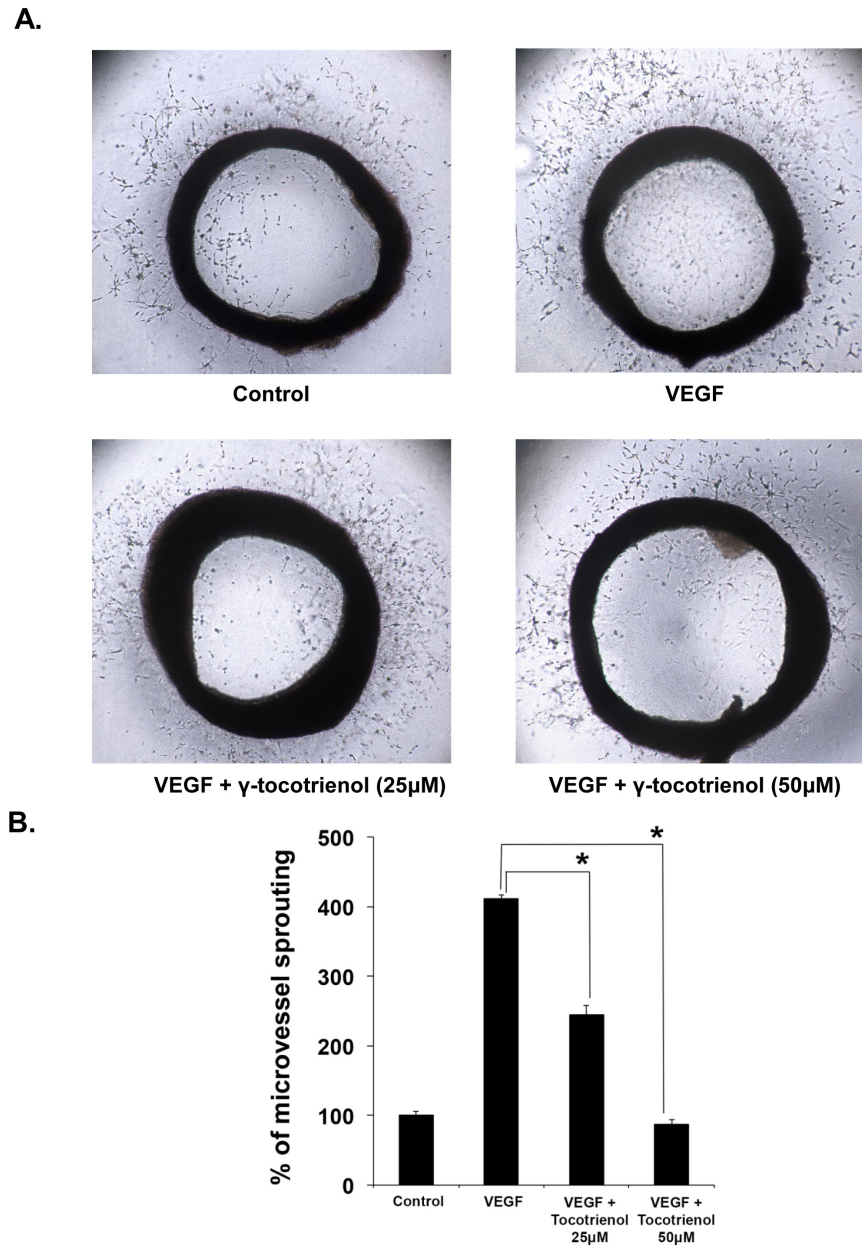 A.
Control
VEGF
VEGF + γ-tocotrienol (25μM)
VEGF + γ-tocotrienol (50μM)
B.
% of microvessel sprouting
500
400
300
200
100
0
*
*
Control
VEGF
VEGF +
Tocotrienol
25μM
VEGF +
Tocotrienol
50μM